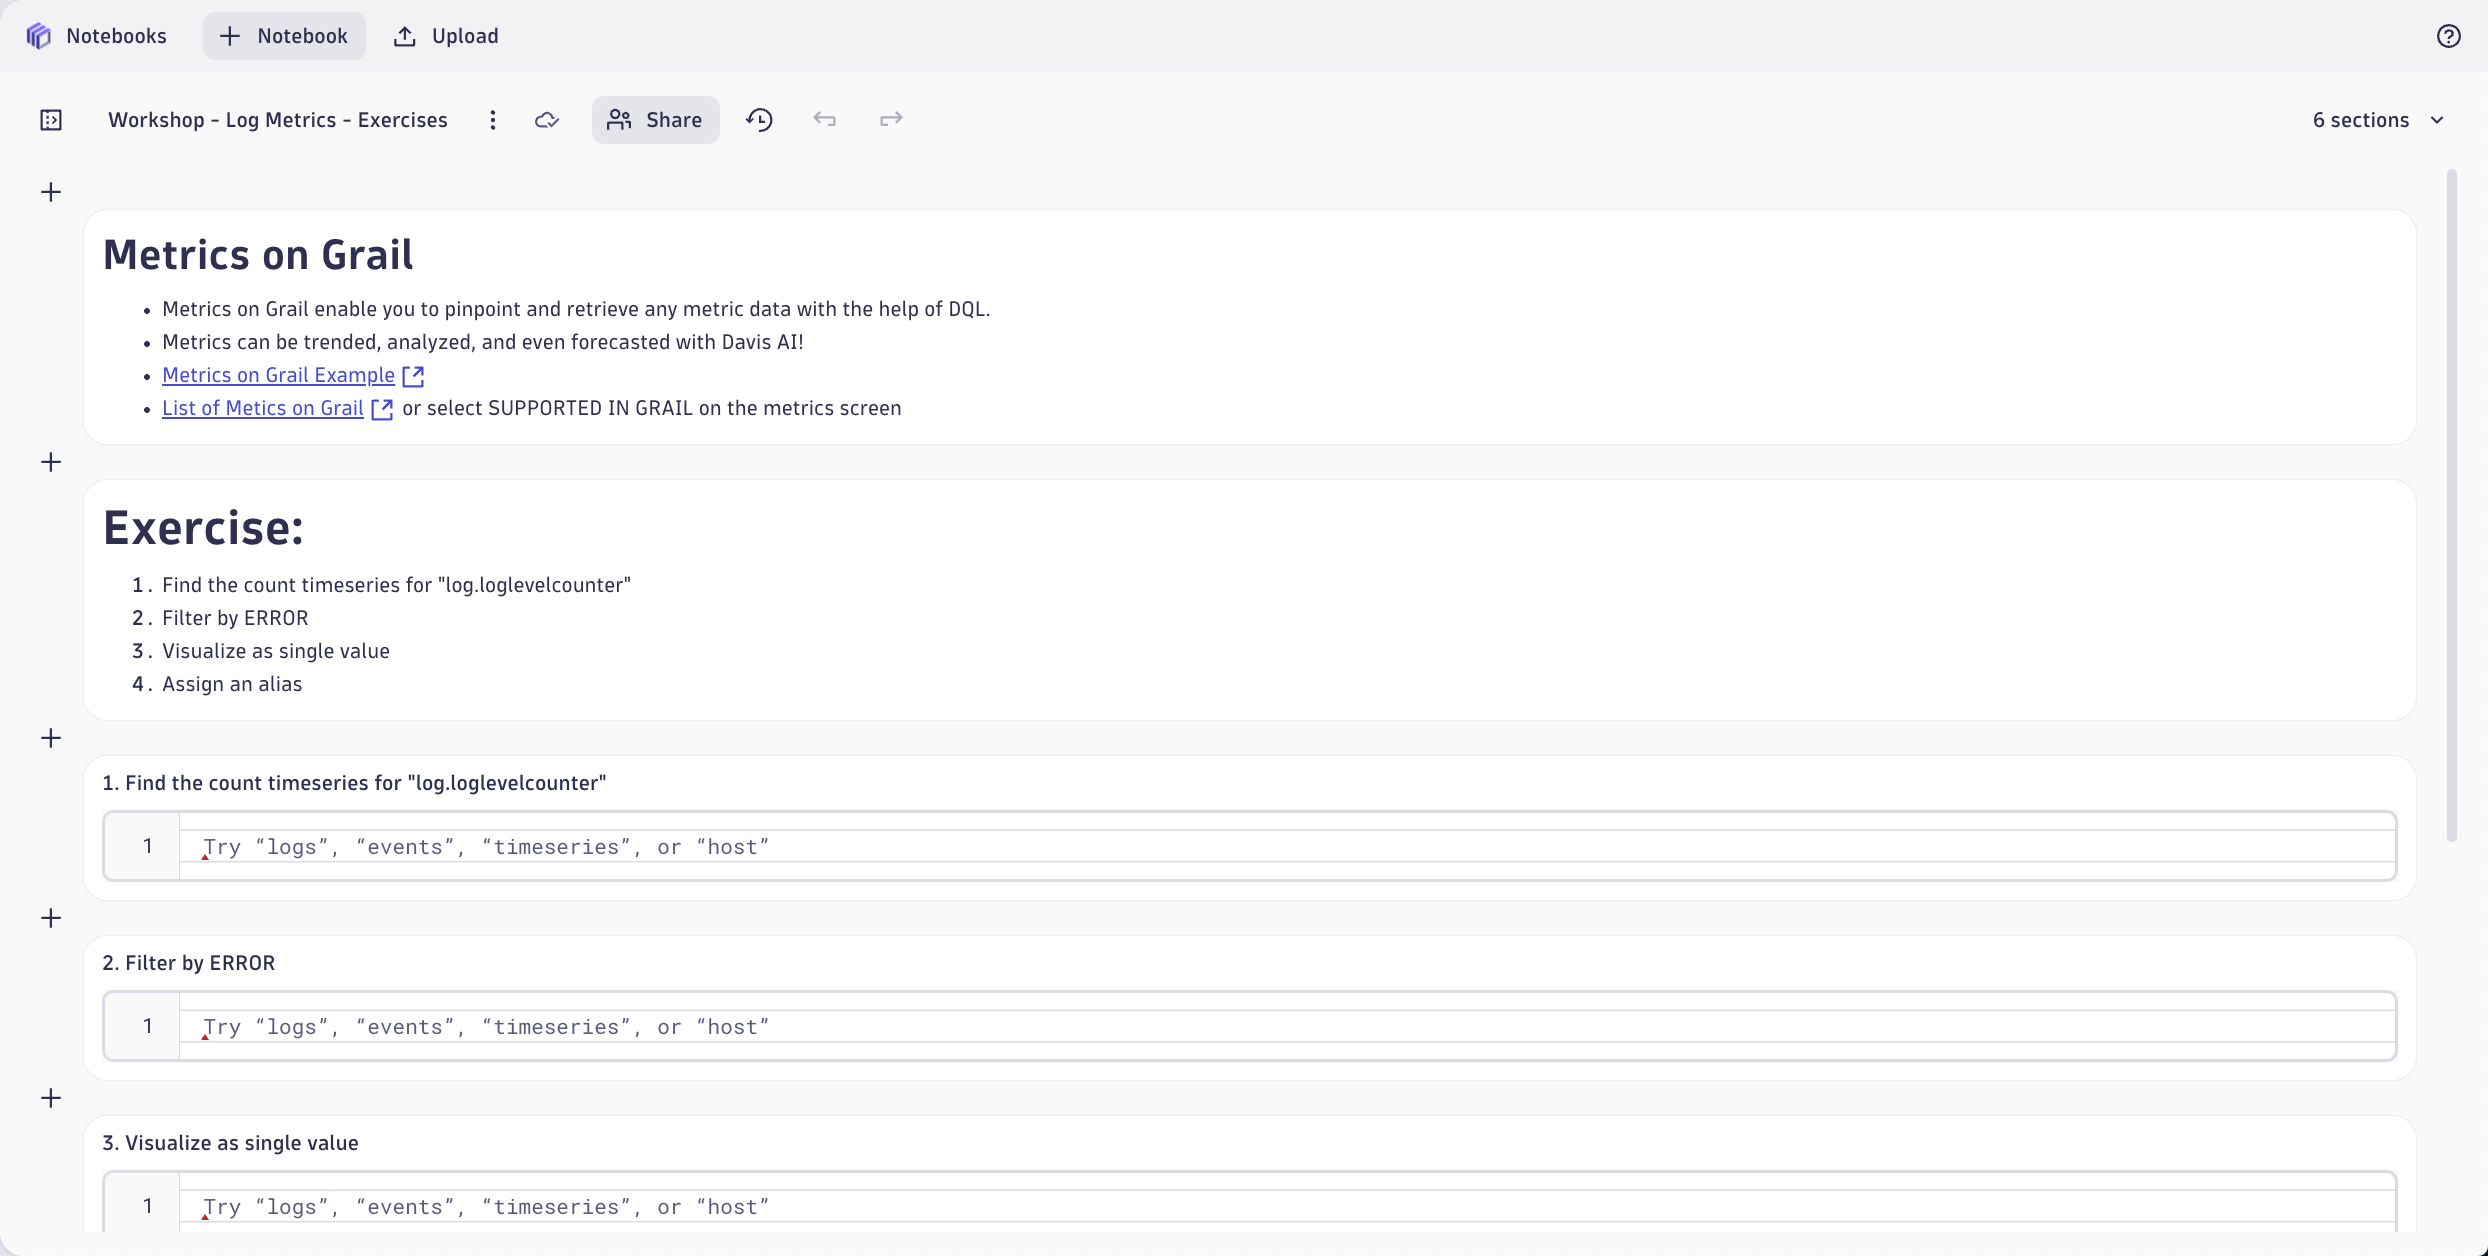 Notebooks
Notebook
Upload
Workshop - Log Metrics - Exercises
Share
6 sections
Metrics on Grail
• Metrics on Grail enable you to pinpoint and retrieve any metric data with the help of DQL.
• Metrics can be trended, analyzed, and even forecasted with Davis AI!
• Metrics on Grail Example
• List of Metics on Grail or select SUPPORTED IN GRAIL on the metrics screen
Exercise:
1. Find the count timeseries for "log.loglevelcounter"
2. Filter by ERROR
3. Visualize as single value
4. Assign an alias
1. Find the count timeseries for "log.loglevelcounter"
1 Try “logs”, “events”, “timeseries”, or “host”
2. Filter by ERROR
1 Try “logs”, “events”, “timeseries”, or “host”
3. Visualize as single value
1 Try “logs”, “events”, “timeseries”, or “host”